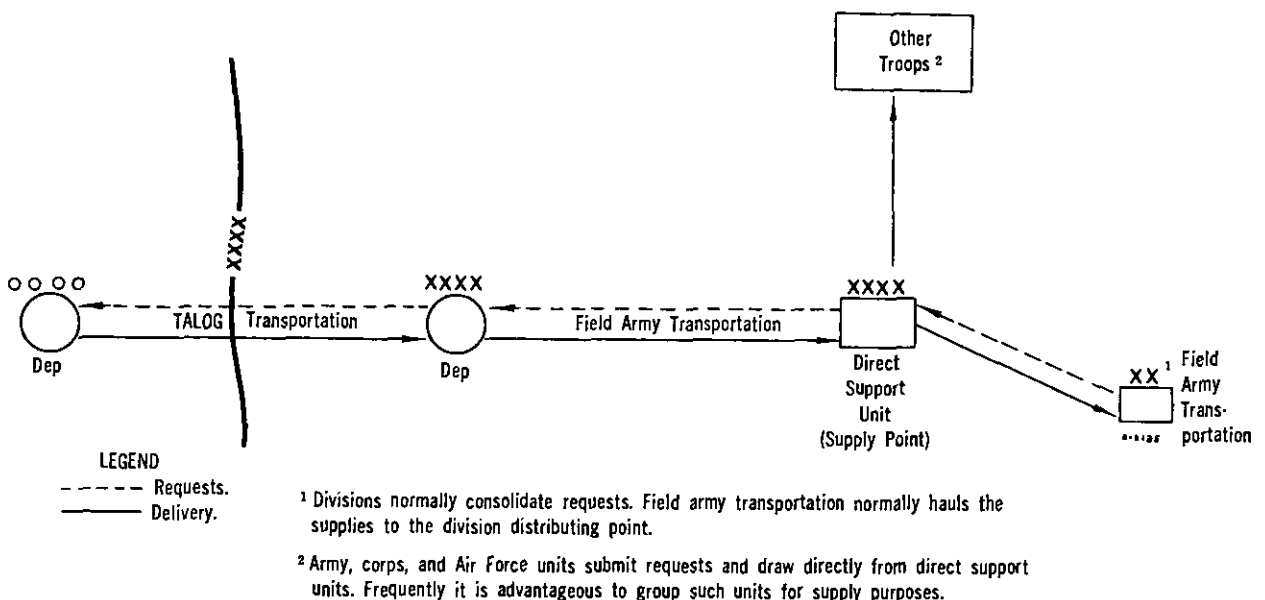 Other
Troops ²
XXXX
OO OO
XXXX
XXXX
TALOG Transportation
Field Army Transportation
Dep
Dep
Direct
Support
Unit
(Supply Point)
XX ¹
Field
Army
Trans-
portation
LEGEND
Requests.
Delivery.
¹ Divisions normally consolidate requests. Field army transportation normally hauls the
supplies to the division distributing point.
² Army, corps, and Air Force units submit requests and draw directly from direct support
units. Frequently it is advantageous to group such units for supply purposes.